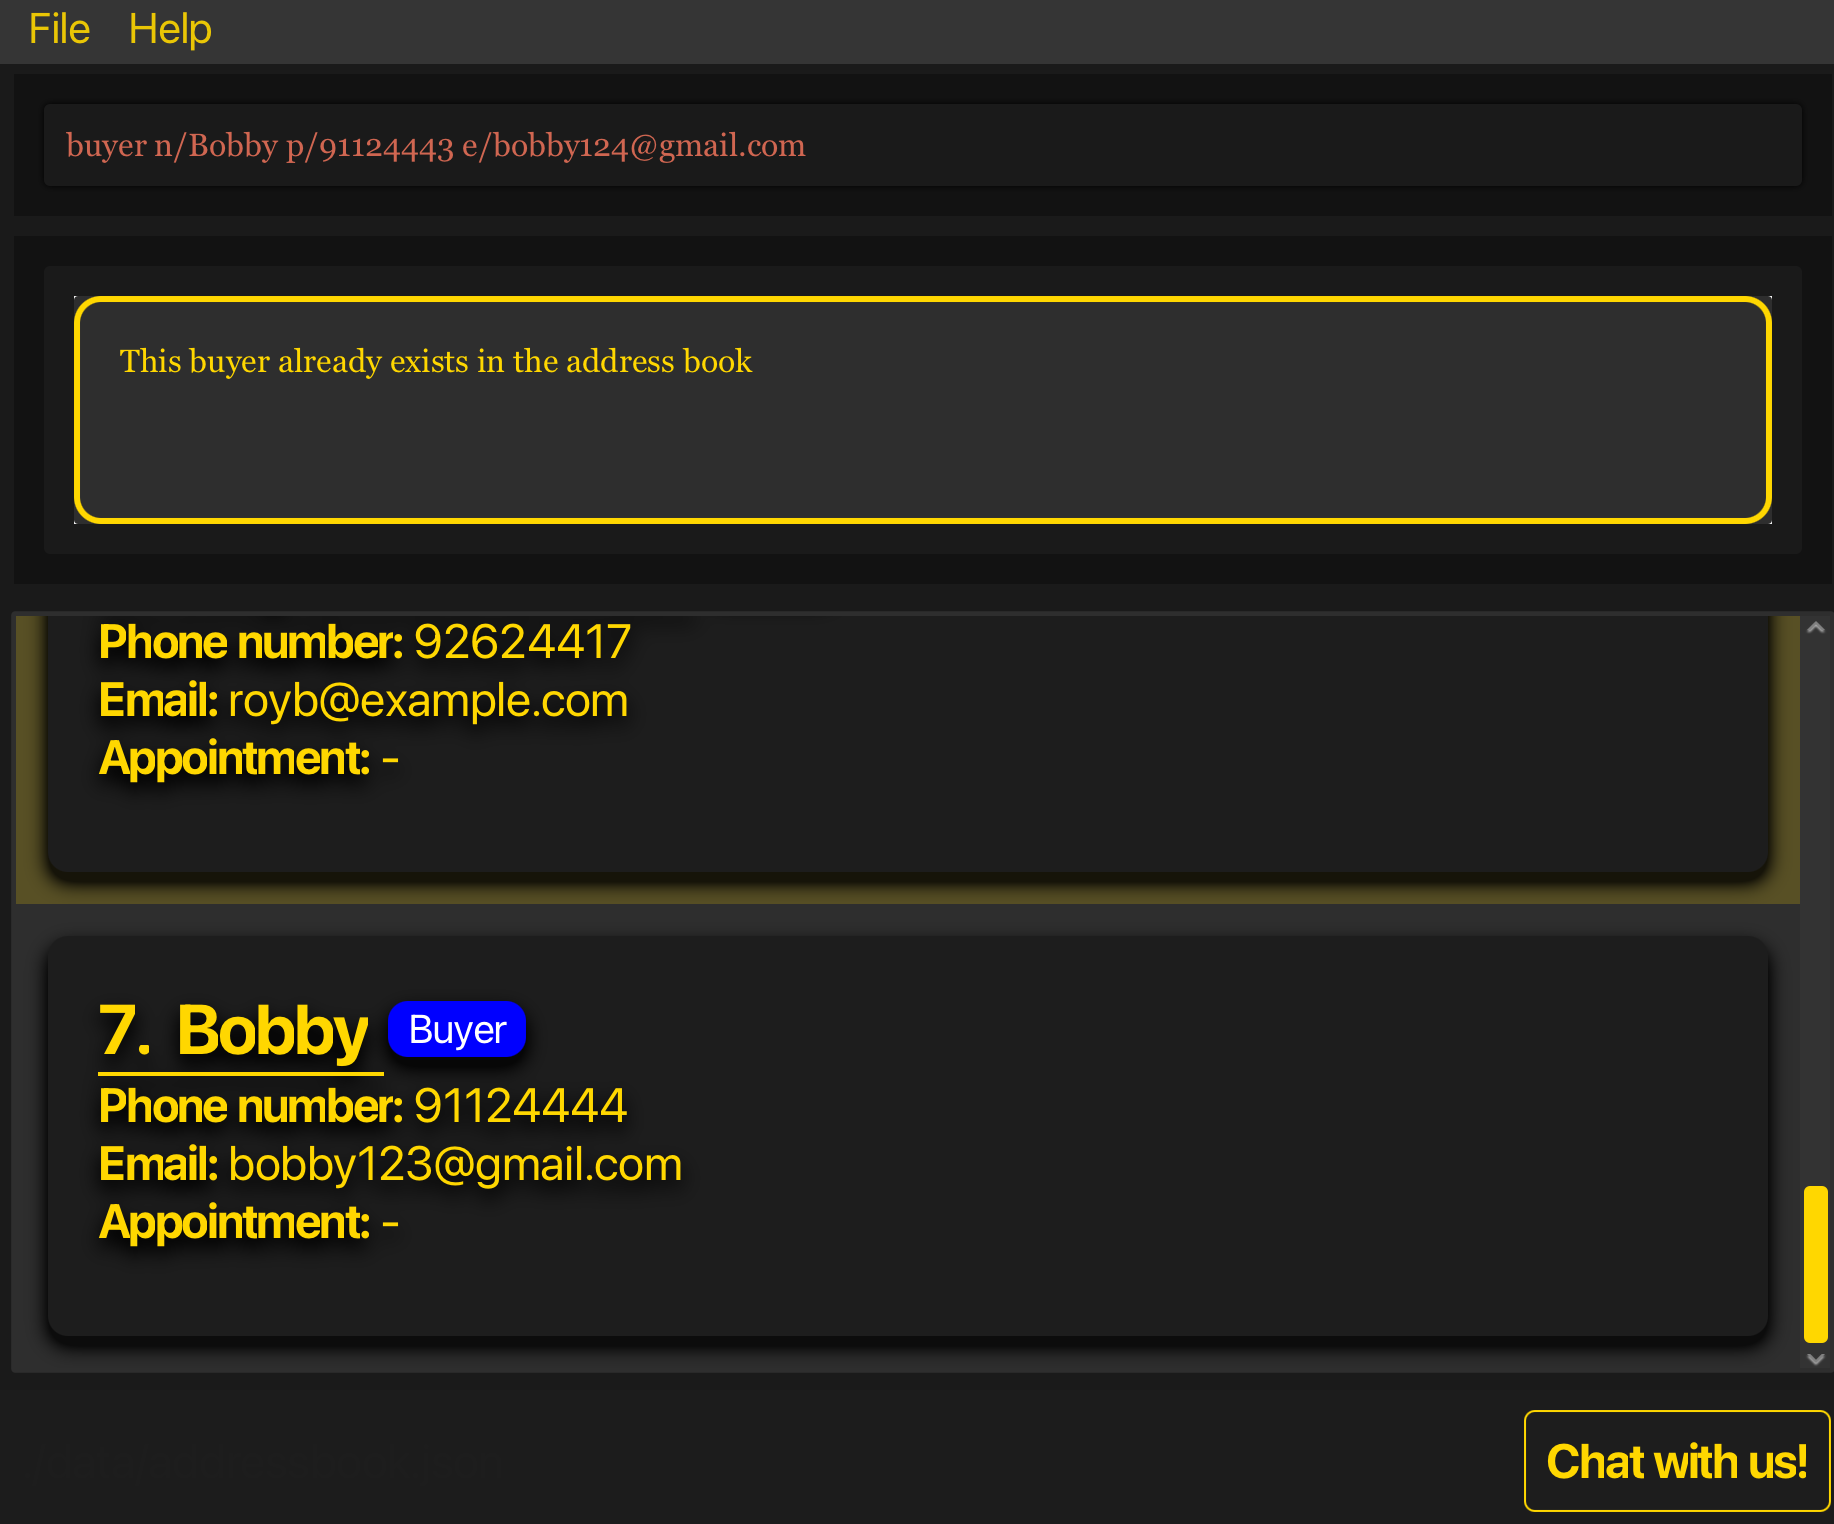 File Help
buyer n/Bobby p/91124443 e/bobby124@gmail.com
This buyer already exists in the address book
Phone number: 92624417
Email: royb@example.com
Appointment: -
7. Bobby Buyer
Phone number: 91124444
Email: bobby123@gmail.com
Appointment: -
Chat with us!